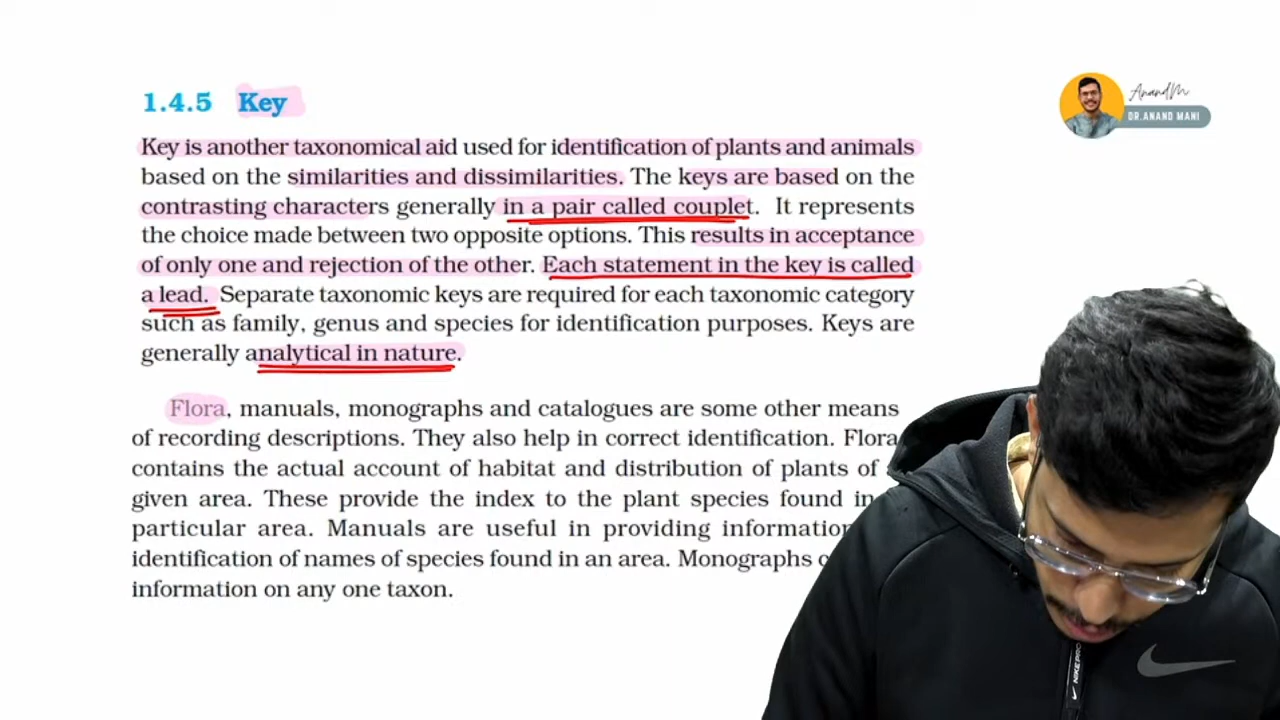 1.4.5 Key
Key is another taxonomical aid used for identification of plants and animals
based on the similarities and dissimilarities. The keys are based on the
contrasting characters generally in a pair called couplet. It represents
the choice made between two opposite options. This results in acceptance
of only one and rejection of the other. Each statement in the key is called
a lead. Separate taxonomic keys are required for each taxonomic category
such as family, genus and species for identification purposes. Keys are
generally analytical in nature.
Flora, manuals, monographs and catalogues are some other means
of recording descriptions. They also help in correct identification. Flora
contains the actual account of habitat and distribution of plants of
given area. These provide the index to the plant species found in
particular area. Manuals are useful in providing information
identification of names of species found in an area. Monographs
information on any one taxon.
AnandM
DR.ANAND MANI
NIKE PRO